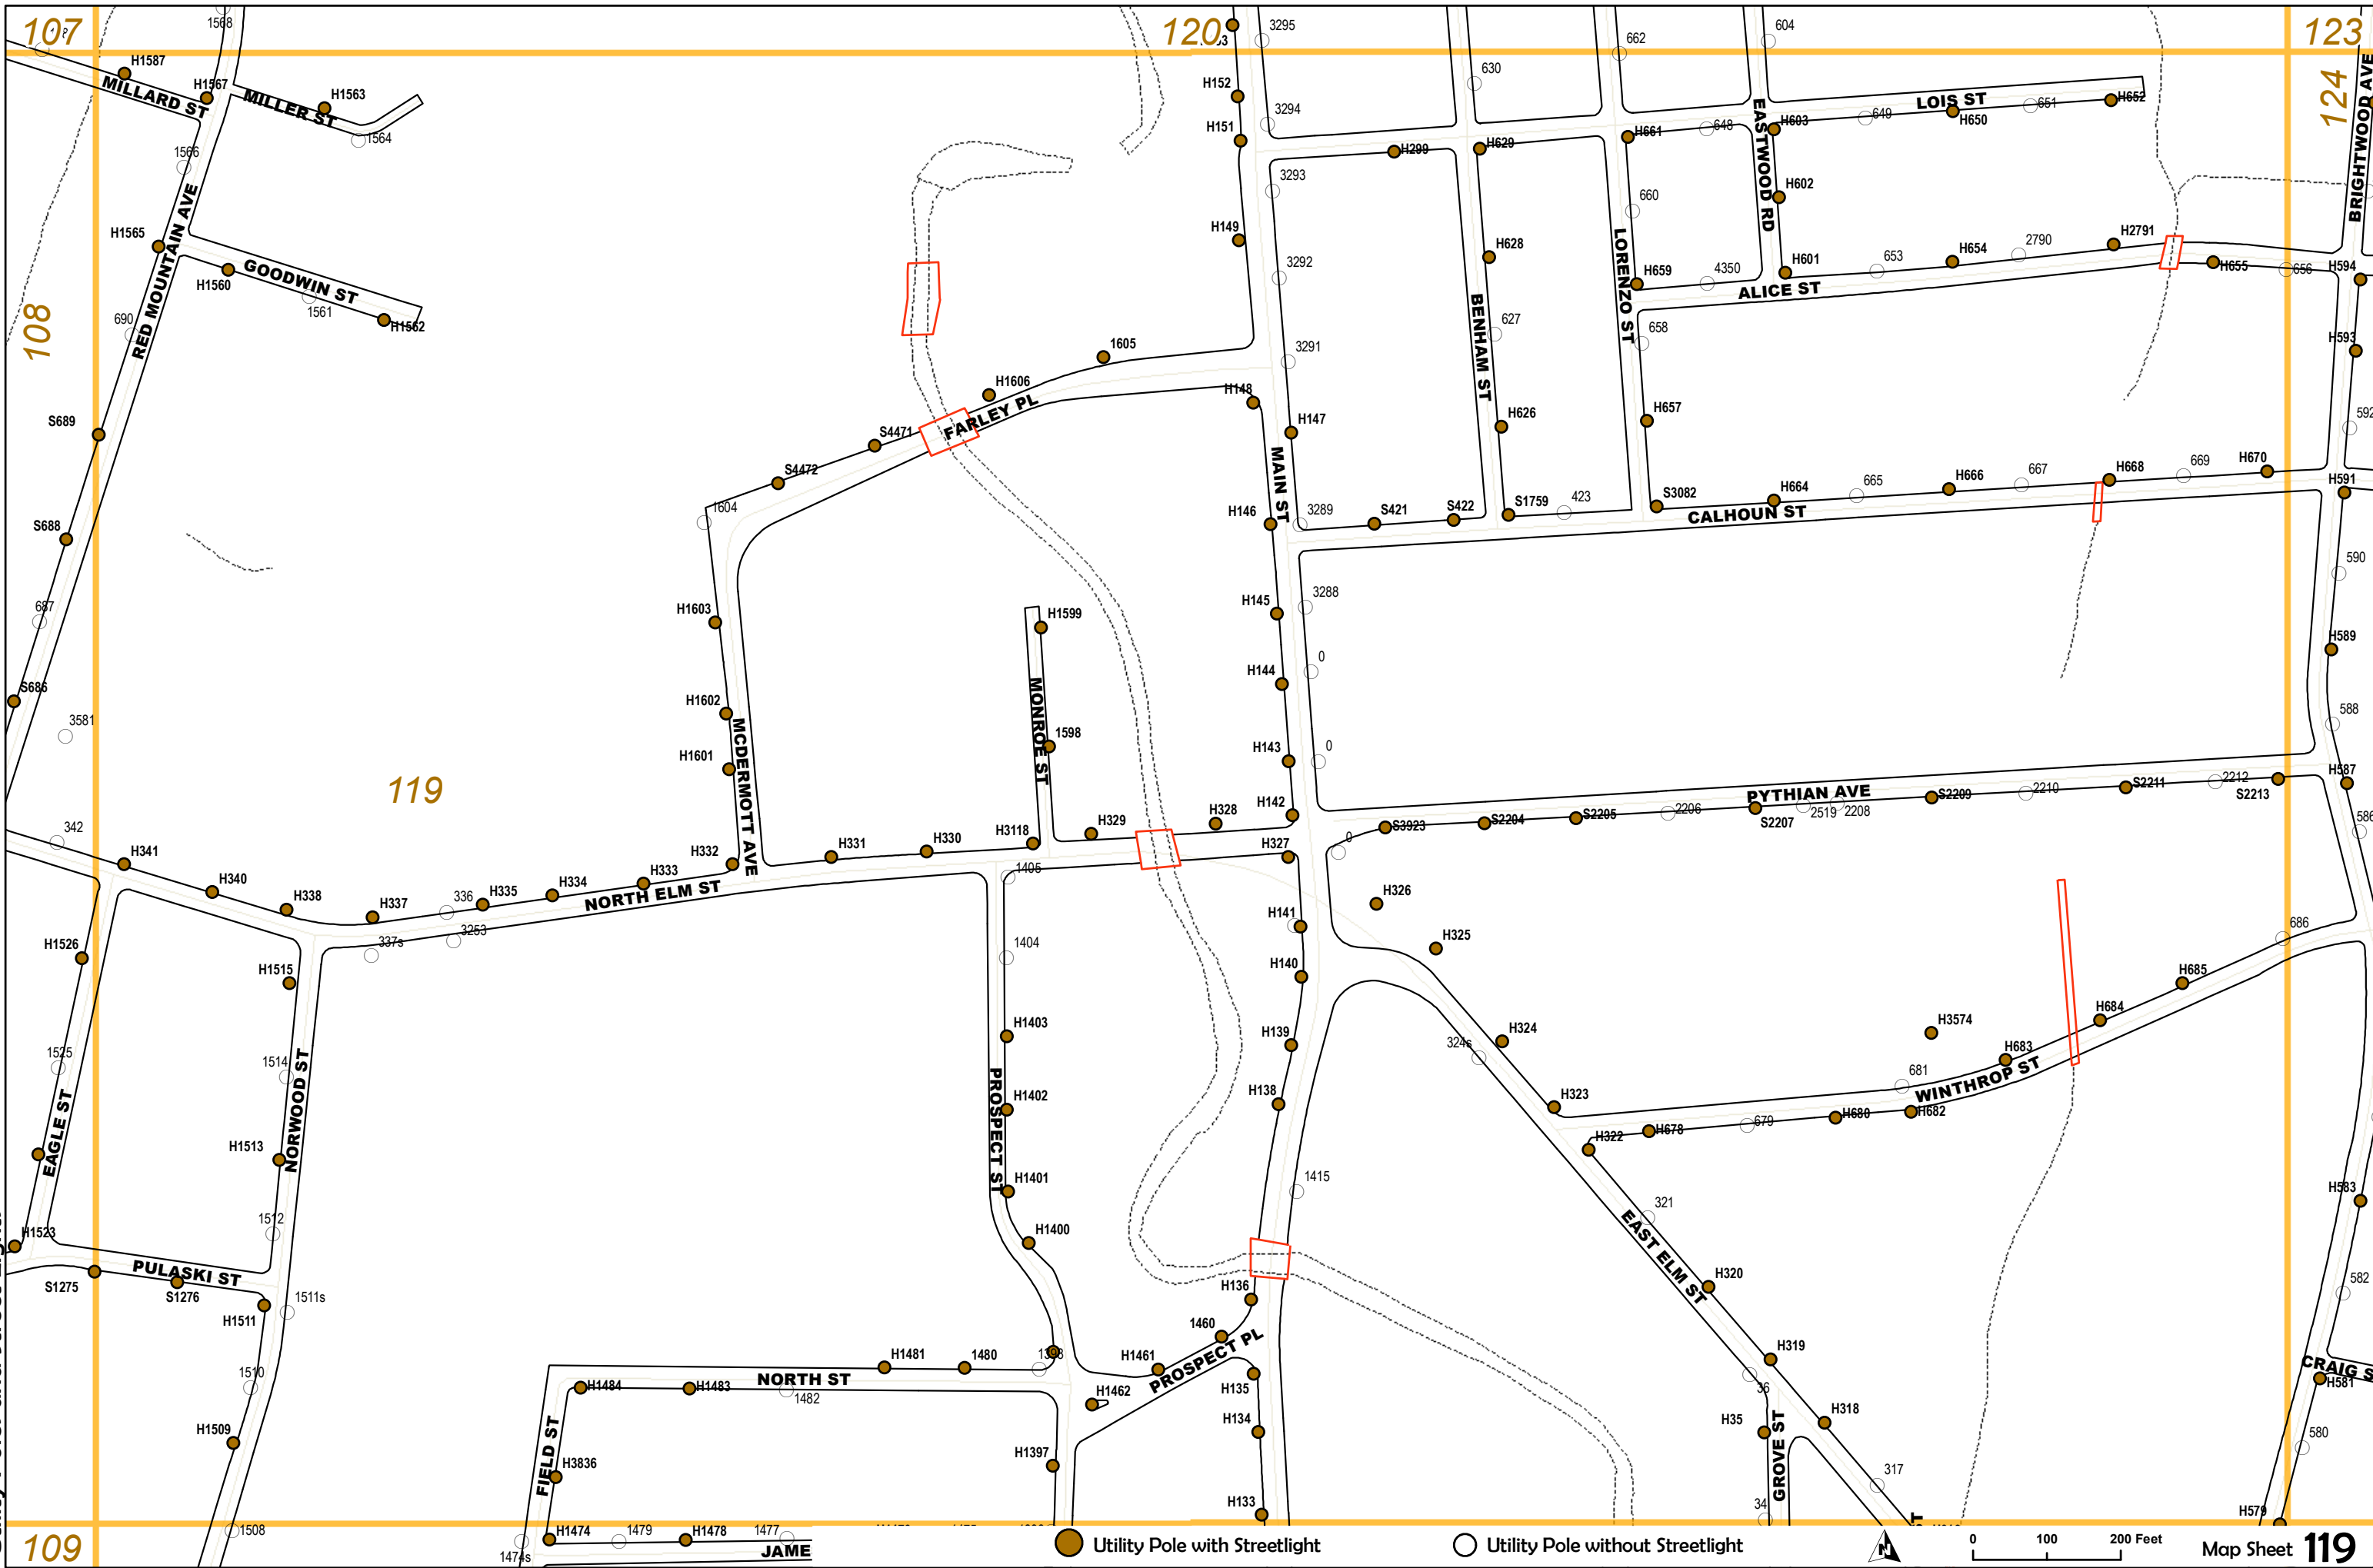 107
120
123
1568
3295
662
604
H1587
H1567
MILLARD ST
MILLER ST
H1563
1564
1566
H152
3294
H151
630
H299
H629
H661
648
EASTWOOD RD
H603
649
LOIS ST
H650
651
H652
124
BRIGHTWOOD AVE
3293
660
H602
H1565
RED MOUNTAIN AVE
H1560
GOODWIN ST
1561
H1562
690
108
H149
3292
H628
LORENZO ST
H659
4350
H601
ALICE ST
653
H654
2790
H2791
H655
656
H594
3291
BENHAM ST
627
658
H593
1605
H1606
FARLEY PL
H148
H147
H626
H657
592
S689
S4471
S4472
1604
MAIN ST
H146
3289
S421
S422
S1759
423
S3082
H664
CALHOUN ST
665
H666
667
H668
669
H670
H591
S688
590
687
H1603
H1599
H145
3288
H589
S686
3581
H1602
H1601
MCDERMOTT AVE
MONROE ST
1598
H144
0
H143
0
588
119
H142
PYTHIAN AVE
S3923
S2204
S2205
2206
S2207
2519
2208
S2209
2210
S2211
2212
S2213
H587
586
342
H341
H340
H338
H337
336
H335
H334
H333
H332
H331
H330
H3118
H329
H328
H327
0
NORTH ELM ST
337s
3253
1405
H326
H141
H325
H1526
H1515
1404
H140
686
H685
H684
H3574
H683
WINTHROP ST
681
H1403
H139
H324
324s
1525
1514
NORWOOD ST
EAGLE ST
H1402
PROSPECT ST
H138
H323
H322
H678
679
H680
H682
H1513
H1401
1415
321
H583
1512
H1400
H1523
EAST ELM ST
S1275
PULASKI ST
S1276
H1511
1511s
H136
H320
582
1460
PROSPECT PL
H1461
H1481
1480
1398
H319
CRAIG S
H581
1510
H1484
H1483
NORTH ST
1482
H1462
H135
36
H1509
FIELD ST
H134
H35
GROVE ST
H318
H3836
H1397
580
317
H133
34
H579
109
1508
1474s
H1474
1479
H1478
1477
JAME
Utility Pole with Streetlight
Utility Pole without Streetlight
N
0 100 200 Feet
Map Sheet 119